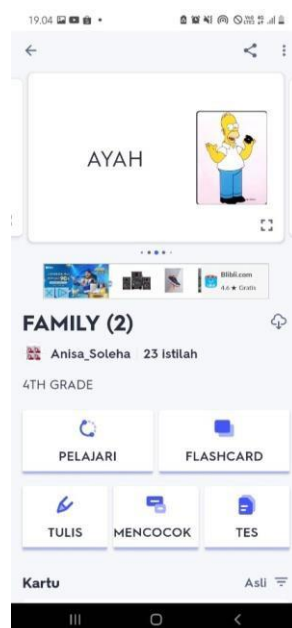 19.04
AYAH
Blibli.com
4.6 ★ Gratis
FAMILY (2)
Anisa_Soleha 23 istilah
4TH GRADE
PELAJARI FLASHCARD
TULIS MENCOCOK TES
Kartu Asli